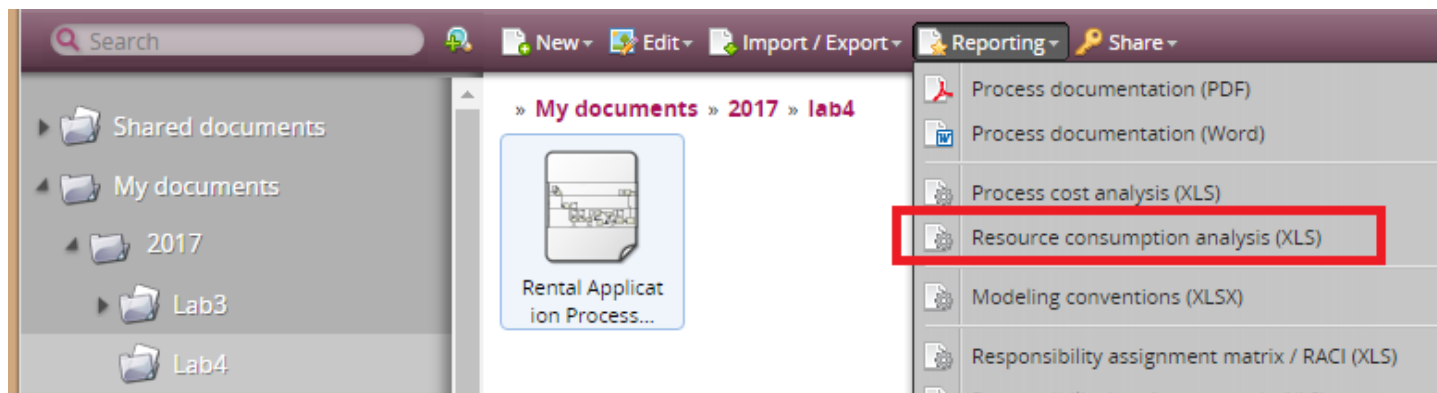 Search
New
Edit
Import / Export
Reporting
Share
Shared documents
My documents
2017
Lab3
Lab4
» My documents » 2017 » lab4
Rental Applicat
ion Process...
Process documentation (PDF)
Process documentation (Word)
Process cost analysis (XLS)
Resource consumption analysis (XLS)
Modeling conventions (XLSX)
Responsibility assignment matrix / RACI (XLS)